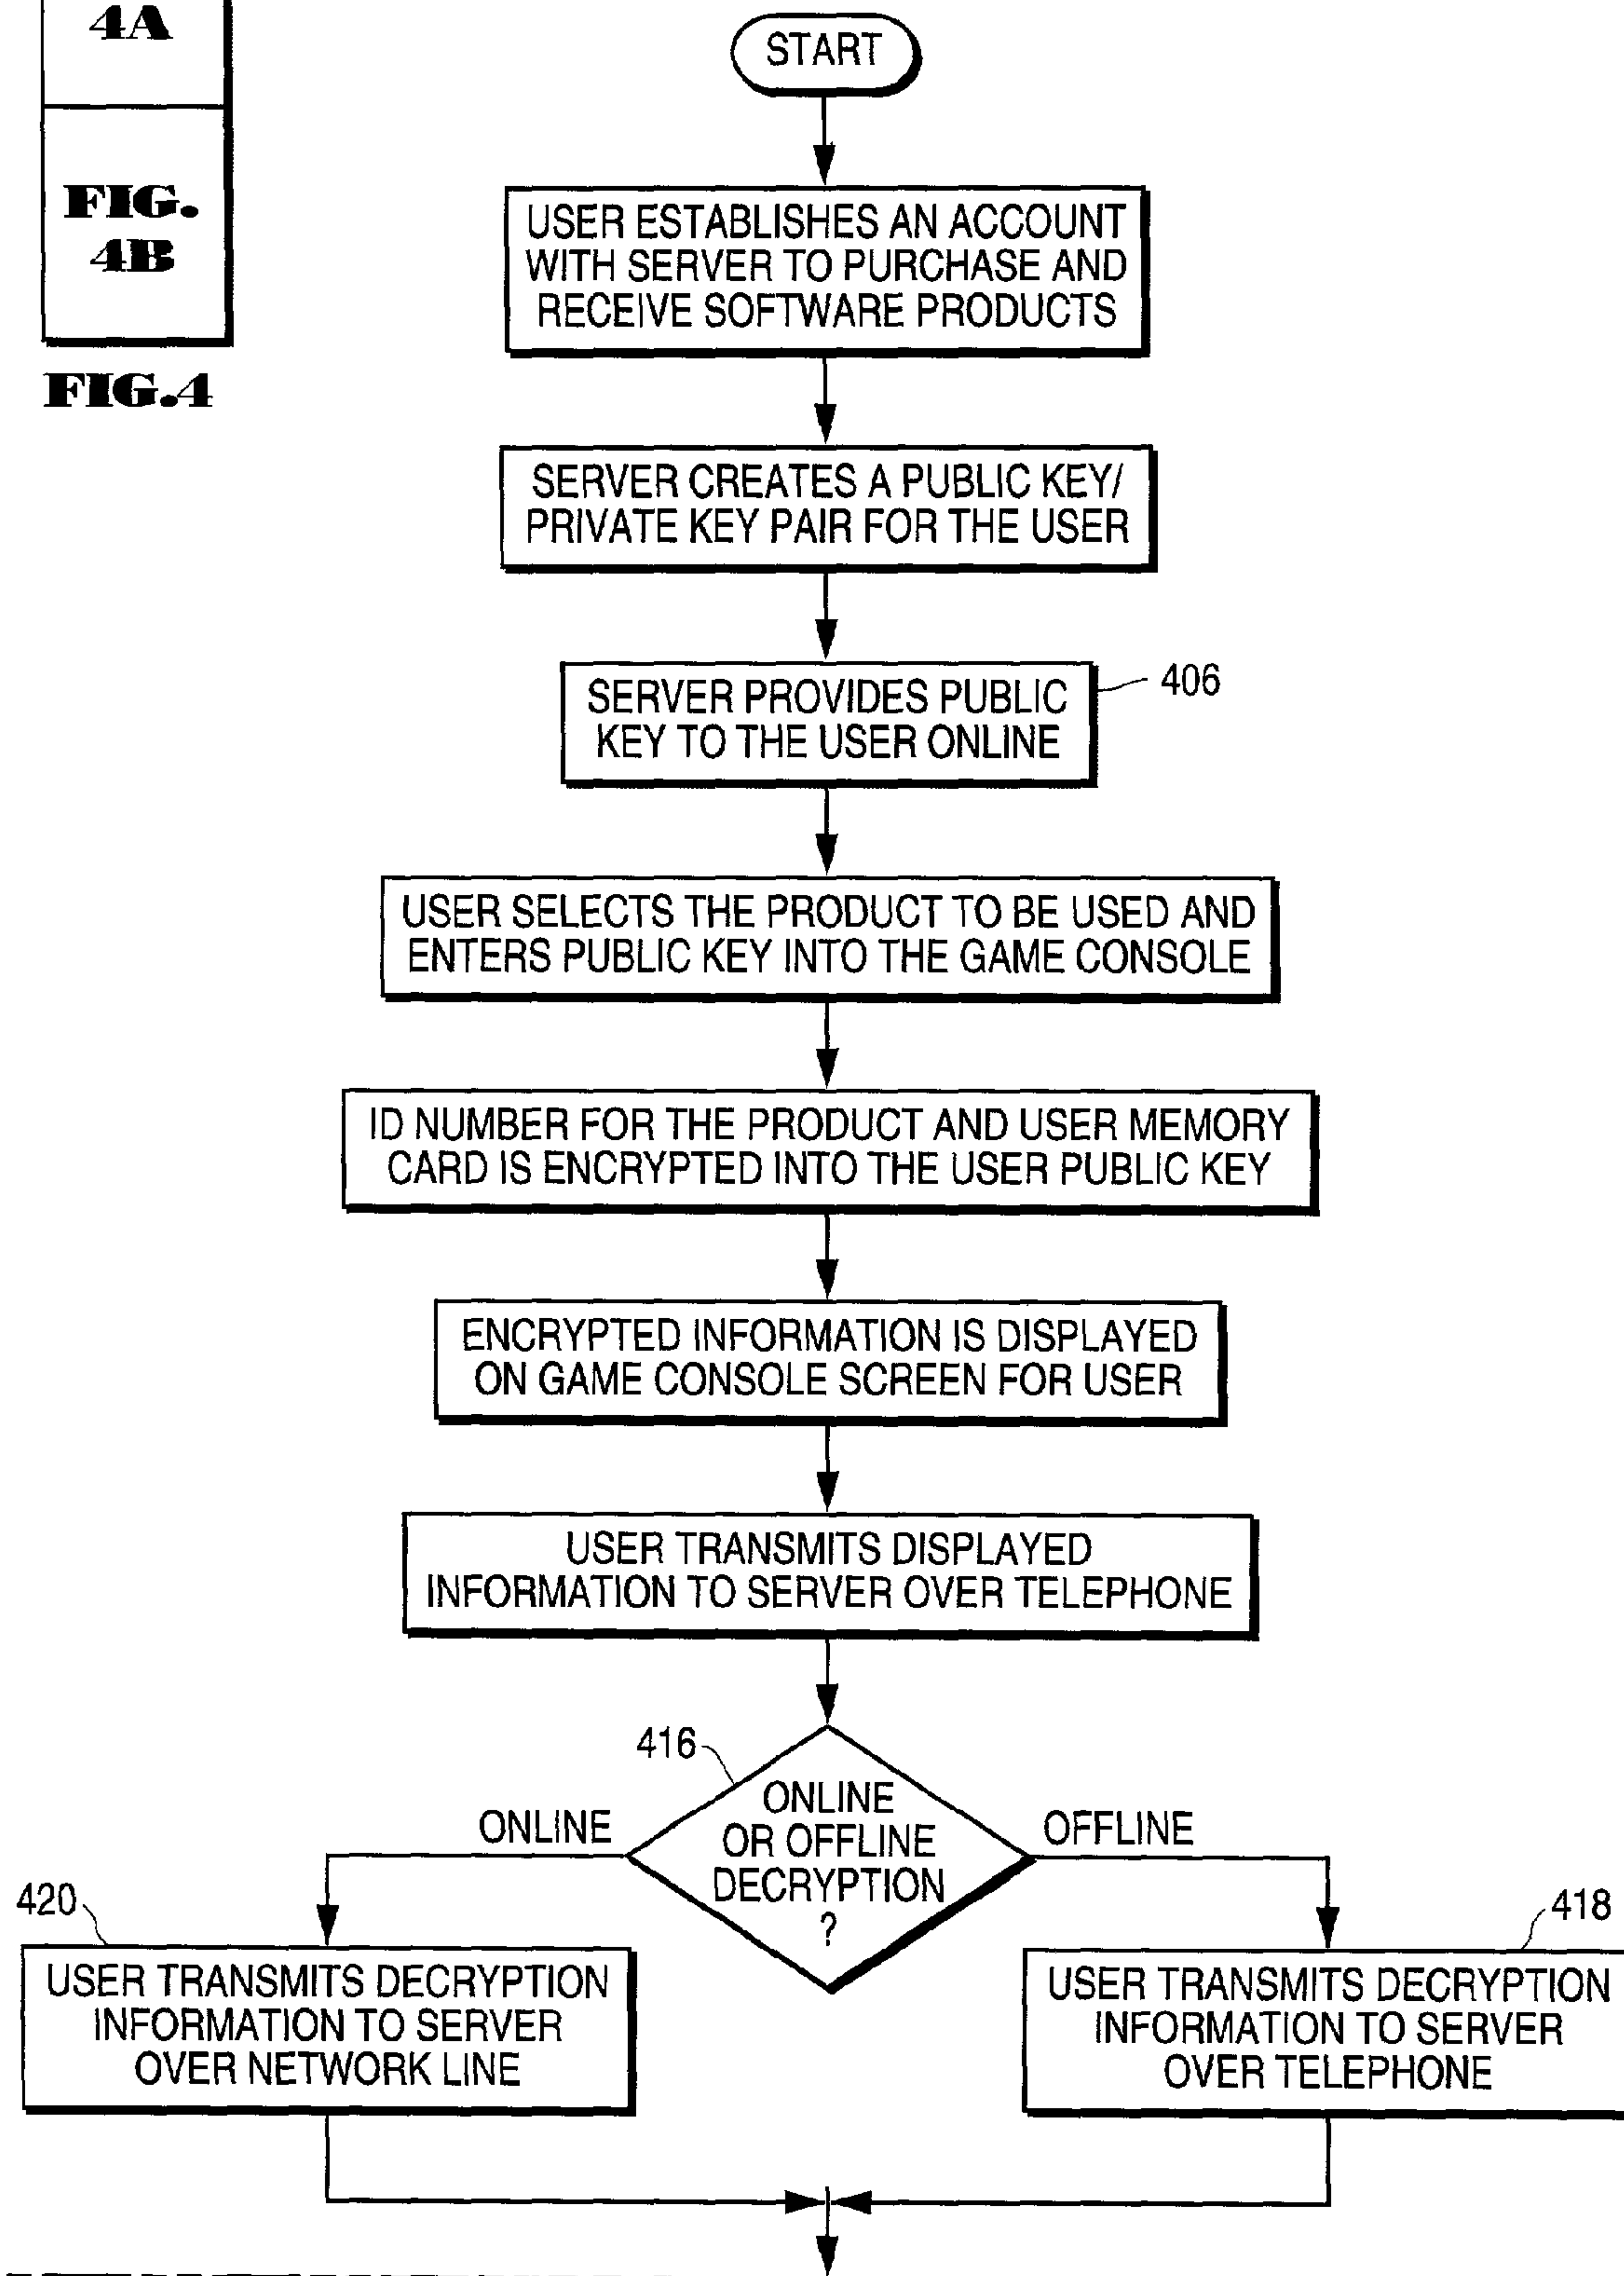 4A
FIG.
4B
FIG.4
START
USER ESTABLISHES AN ACCOUNT
WITH SERVER TO PURCHASE AND
RECEIVE SOFTWARE PRODUCTS
SERVER CREATES A PUBLIC KEY/
PRIVATE KEY PAIR FOR THE USER
SERVER PROVIDES PUBLIC
KEY TO THE USER ONLINE
406
USER SELECTS THE PRODUCT TO BE USED AND
ENTERS PUBLIC KEY INTO THE GAME CONSOLE
ID NUMBER FOR THE PRODUCT AND USER MEMORY
CARD IS ENCRYPTED INTO THE USER PUBLIC KEY
ENCRYPTED INFORMATION IS DISPLAYED
ON GAME CONSOLE SCREEN FOR USER
USER TRANSMITS DISPLAYED
INFORMATION TO SERVER OVER TELEPHONE
416
ONLINE
OR OFFLINE
DECRYPTION
?
ONLINE
OFFLINE
420
USER TRANSMITS DECRYPTION
INFORMATION TO SERVER
OVER NETWORK LINE
418
USER TRANSMITS DECRYPTION
INFORMATION TO SERVER
OVER TELEPHONE